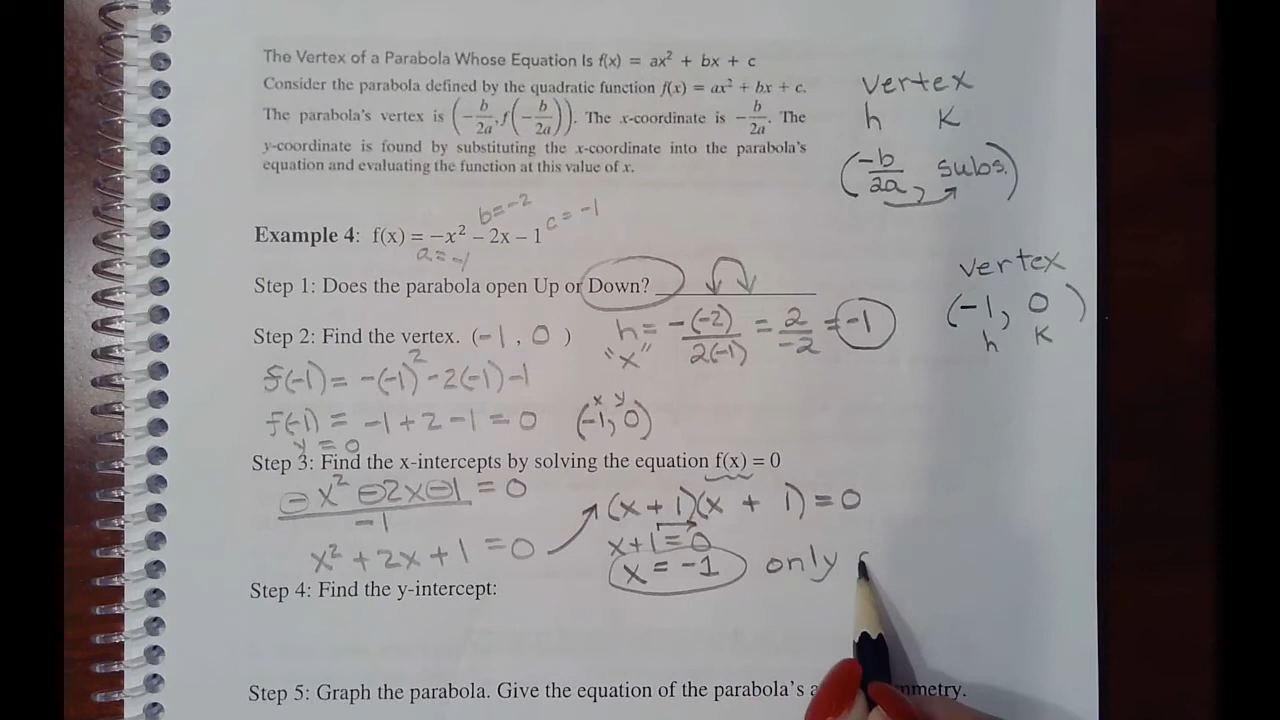 The Vertex of a Parabola Whose Equation Is f(x) = ax² + bx + c
Consider the parabola defined by the quadratic function f(x) = ax² + bx + c.
The parabola's vertex is (−b/2a, f(−b/2a)). The x-coordinate is −b/2a. The
y-coordinate is found by substituting the x-coordinate into the parabola's
equation and evaluating the function at this value of x.
vertex
h K
(-b/2a, subs.)
b=-2 c=-1
Example 4: f(x) = −x² − 2x − 1
a=-1
Step 1: Does the parabola open Up or Down?
vertex
(-1, 0)
h K
Step 2: Find the vertex. (-1, 0)
h = -(-2)/2(-1) = 2/-2 = -1
"x"
f(-1) = -(-1)² -2(-1)-1
f(-1) = -1+2-1=0
x y
(-1, 0)
y = 0
Step 3: Find the x-intercepts by solving the equation f(x) = 0
-x² -2x-1 = 0
-1
x² + 2x + 1 = 0
(x+1)(x + 1) = 0
x+1=0
x = -1 only
Step 4: Find the y-intercept:
Step 5: Graph the parabola. Give the equation of the parabola's